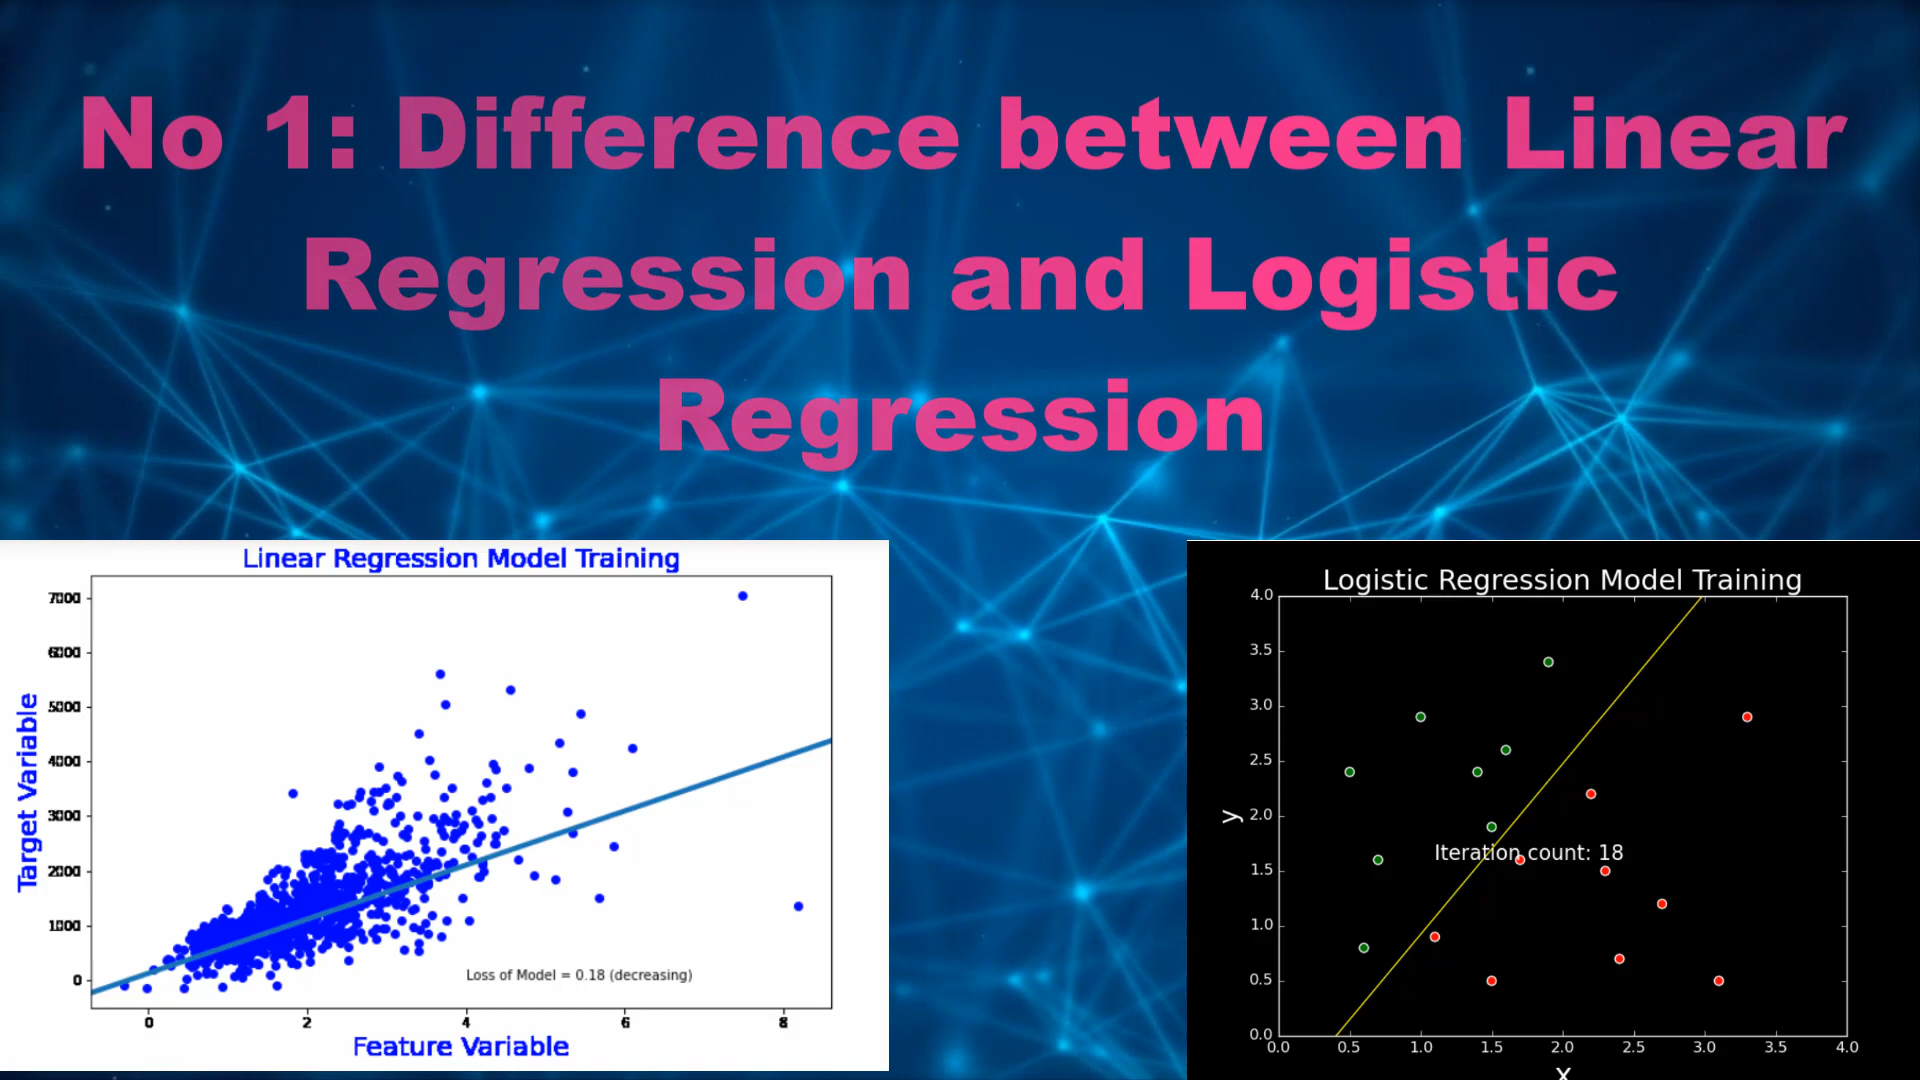 No 1: Difference between Linear
Regression and Logistic
Regression
Linear Regression Model Training
7000
6000
5000
4000
3000
2000
1000
0
Target Variable
Loss of Model = 0.18 (decreasing)
0 2 4 6 8
Feature Variable
Logistic Regression Model Training
4.0
3.5
3.0
2.5
2.0
1.5
1.0
0.5
0.0
y
Iteration count: 18
0.0 0.5 1.0 1.5 2.0 2.5 3.0 3.5 4.0
x